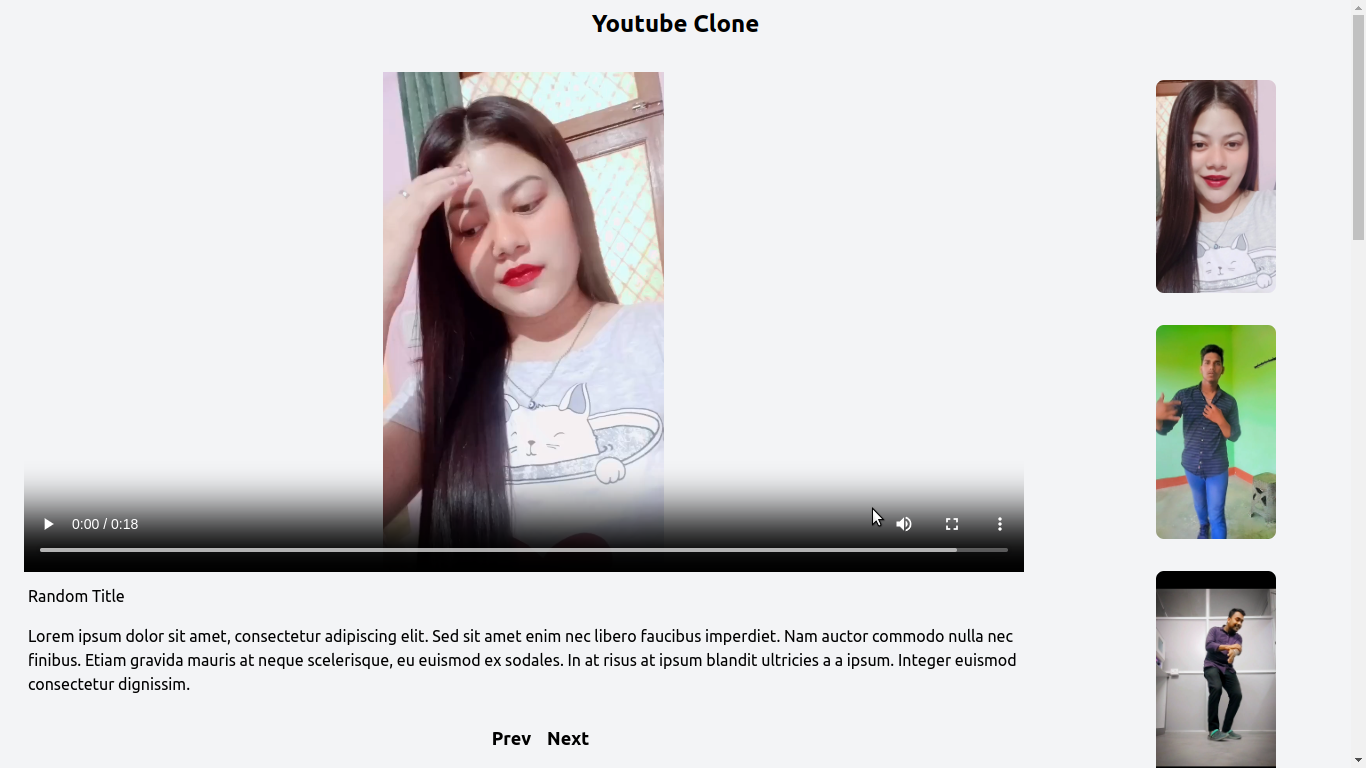 Youtube Clone
0:00 / 0:18
Random Title
Lorem ipsum dolor sit amet, consectetur adipiscing elit. Sed sit amet enim nec libero faucibus imperdiet. Nam auctor commodo nulla nec
finibus. Etiam gravida mauris at neque scelerisque, eu euismod ex sodales. In at risus at ipsum blandit ultricies a a ipsum. Integer euismod
consectetur dignissim.
Prev Next